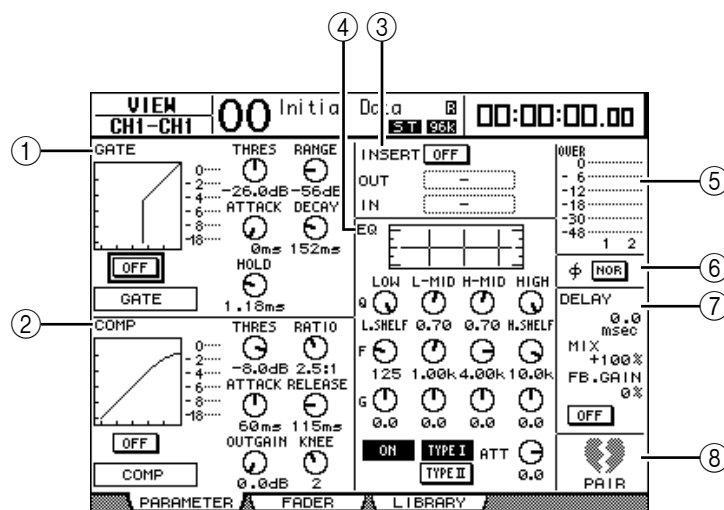 ③
④
VIEW
CH1-CH1
00
Initial Data
B
ST 96k
00:00:00.00
①
GATE
THRES RANGE
0
-2
-4
-6
-8
-18
-26.0dB -56dB
ATTACK DECAY
0ms 152ms
HOLD
1.18ms
OFF
GATE
②
COMP
THRES RATIO
0
-2
-4
-6
-8
-18
-8.0dB 2.5:1
ATTACK RELEASE
60ms 115ms
OUTGAIN KNEE
0.0dB 2
OFF
COMP
INSERT OFF
OUT -
IN -
EQ
LOW L-MID H-MID HIGH
Q
L.SHELF 0.70 0.70 H.SHELF
F
125 1.00k 4.00k 10.0k
G
0.0 0.0 0.0 0.0
ON TYPE I ATT
TYPE II 0.0
OVER
0
-6
-12
-18
-30
-48
1 2
⑤
ϕ NOR
⑥
DELAY
⑦
0.0
msec
MIX
+100%
FB.GAIN
0%
OFF
⑧
PAIR
PARAMETER FADER LIBRARY